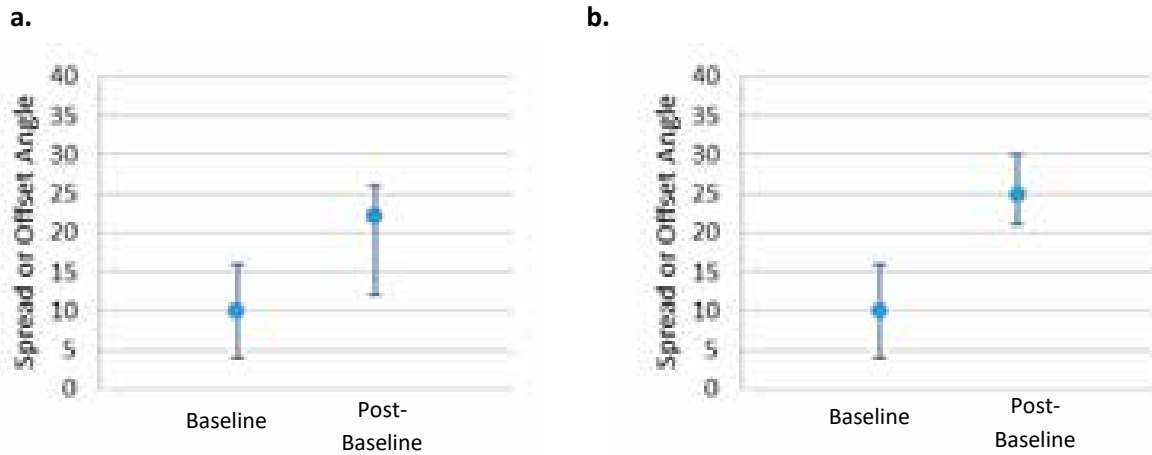 a.
Spread or Offset Angle
40
35
30
25
20
15
10
5
0
Baseline
Post-
Baseline
b.
Spread or Offset Angle
40
35
30
25
20
15
10
5
0
Baseline
Post-
Baseline